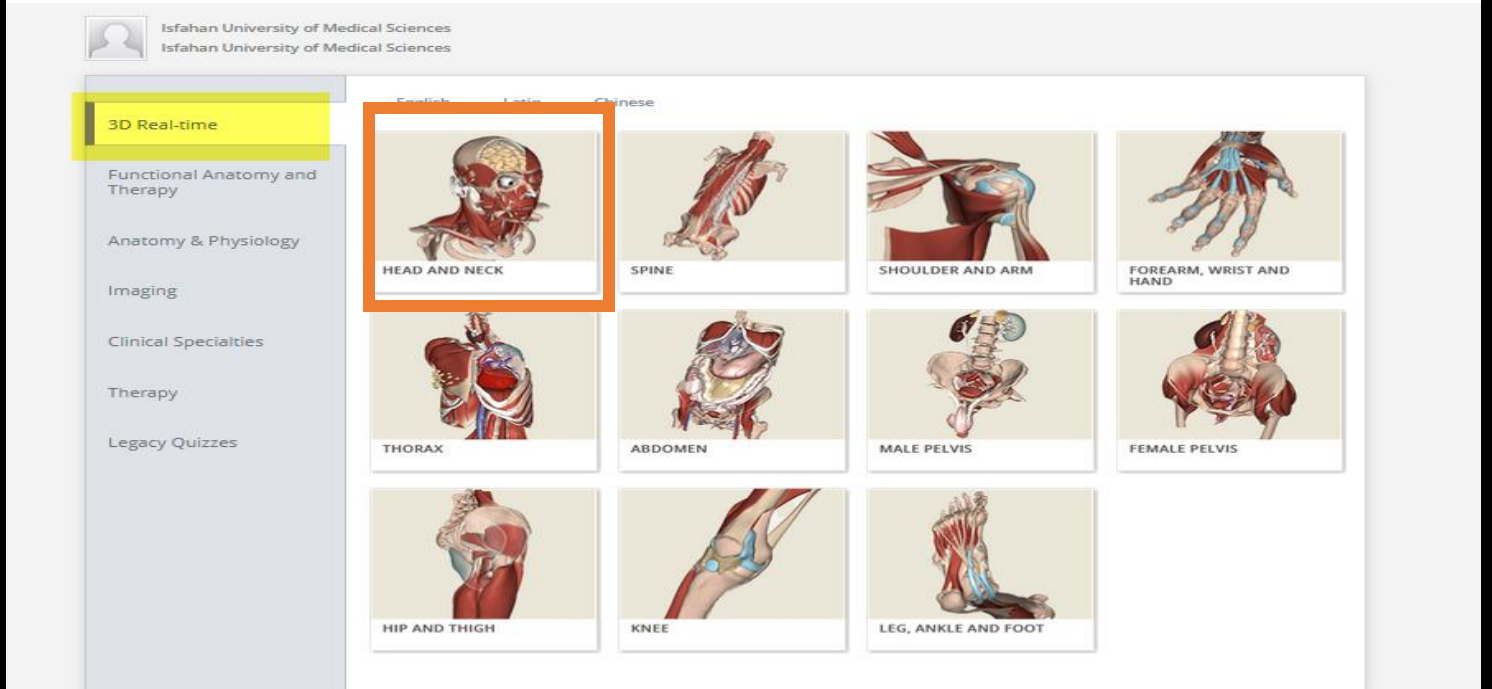 Isfahan University of Medical Sciences
Isfahan University of Medical Sciences
3D Real-time
Functional Anatomy and
Therapy
Anatomy & Physiology
Imaging
Clinical Specialties
Therapy
Legacy Quizzes
English Latin Chinese
HEAD AND NECK
SPINE
SHOULDER AND ARM
FOREARM, WRIST AND
HAND
THORAX
ABDOMEN
MALE PELVIS
FEMALE PELVIS
HIP AND THIGH
KNEE
LEG, ANKLE AND FOOT